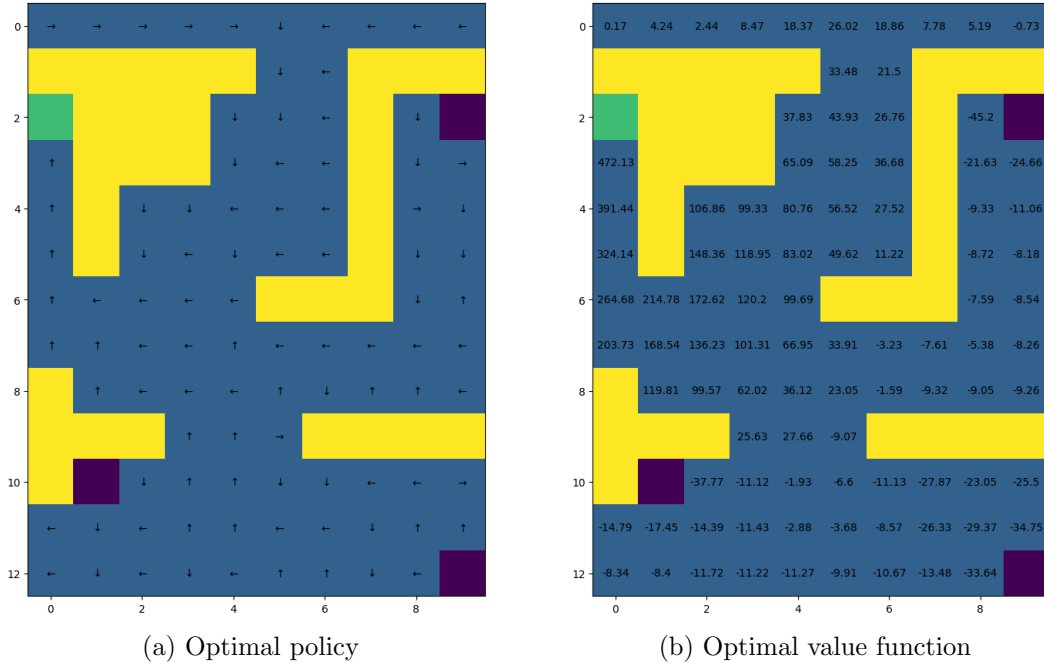 0 → → → → → ↓ ← ← ← ←
↓ ←
2 ↓ ↓ ← ↓
↑ ↓ ← ← ↓ →
4 ↑ ↓ ↓ ← ← ← → ↓
↑ ↓ ← ↓ ← ← ↓ ↓
6 ↑ ← ← ← ← ↓ ↑
↑ ↑ ← ← ↑ ← ← ← ← ←
8 ↑ ← ← ← ↑ ↓ ↑ ↑ ←
↑ ↑ →
10 ↓ ↑ ↑ ↓ ↓ ← ← →
← ↓ ← ↑ ↑ ← ← ↓ ↑ ↑
12 ← ↓ ← ↓ ← ↑ ↑ ↓ ←
0 2 4 6 8
(a) Optimal policy
0 0.17 4.24 2.44 8.47 18.37 26.02 18.86 7.78 5.19 -0.73
33.48 21.5
2 37.83 43.93 26.76 -45.2
472.13 65.09 58.25 36.68 -21.63 -24.66
4 391.44 106.86 99.33 80.76 56.52 27.52 -9.33 -11.06
324.14 148.36 118.95 83.02 49.62 11.22 -8.72 -8.18
6 264.68 214.78 172.62 120.2 99.69 -7.59 -8.54
203.73 168.54 136.23 101.31 66.95 33.91 -3.23 -7.61 -5.38 -8.26
8 119.81 99.57 62.02 36.12 23.05 -1.59 -9.32 -9.05 -9.26
25.63 27.66 -9.07
10 -37.77 -11.12 -1.93 -6.6 -11.13 -27.87 -23.05 -25.5
-14.79 -17.45 -14.39 -11.43 -2.88 -3.68 -8.57 -26.33 -29.37 -34.75
12 -8.34 -8.4 -11.72 -11.22 -11.27 -9.91 -10.67 -13.48 -33.64
0 2 4 6 8
(b) Optimal value function